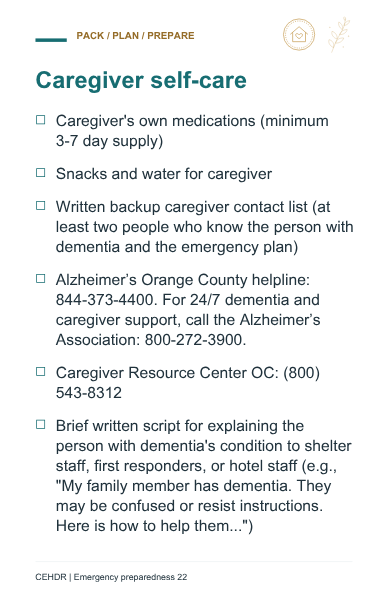 PACK / PLAN / PREPARE
Caregiver self-care
☐ Caregiver's own medications (minimum
3-7 day supply)
☐ Snacks and water for caregiver
☐ Written backup caregiver contact list (at
least two people who know the person with
dementia and the emergency plan)
☐ Alzheimer’s Orange County helpline:
844-373-4400. For 24/7 dementia and
caregiver support, call the Alzheimer’s
Association: 800-272-3900.
☐ Caregiver Resource Center OC: (800)
543-8312
☐ Brief written script for explaining the
person with dementia's condition to shelter
staff, first responders, or hotel staff (e.g.,
"My family member has dementia. They
may be confused or resist instructions.
Here is how to help them...")
CEHDR | Emergency preparedness 22